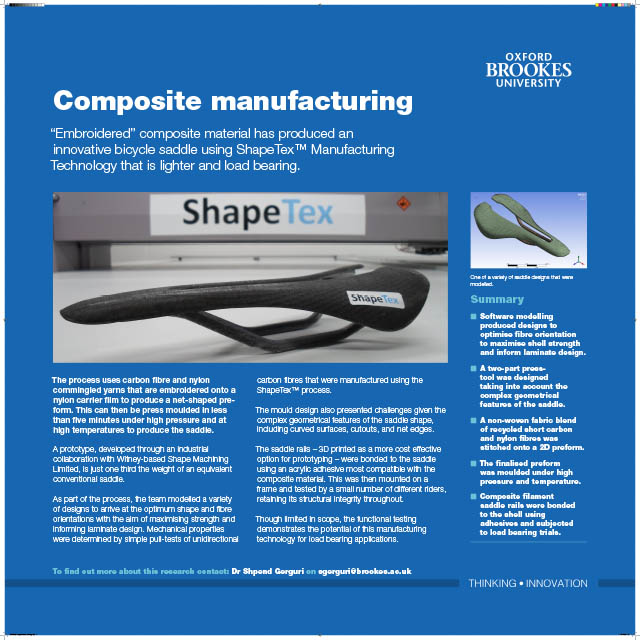 OXFORD
BROOKES
UNIVERSITY
Composite manufacturing
“Embroidered” composite material has produced an
innovative bicycle saddle using ShapeTex™ Manufacturing
Technology that is lighter and load bearing.
ShapeTex
ShapeTex
One of a variety of saddle designs that were
modelled.
The process uses carbon fibre and nylon
commingled yarns that are embroidered onto a
nylon carrier film to produce a net-shaped pre-
form. This can then be press moulded in less
than five minutes under high pressure and at
high temperatures to produce the saddle.
A prototype, developed through an industrial
collaboration with Witney-based Shape Machining
Limited, is just one third the weight of an equivalent
conventional saddle.
As part of the process, the team modelled a variety
of designs to arrive at the optimum shape and fibre
orientations with the aim of maximising strength and
informing laminate design. Mechanical properties
were determined by simple pull-tests of unidirectional
carbon fibres that were manufactured using the
ShapeTex™ process.
The mould design also presented challenges given the
complex geometrical features of the saddle shape,
including curved surfaces, cutouts, and net edges.
The saddle rails – 3D printed as a more cost effective
option for prototyping – were bonded to the saddle
using an acrylic adhesive most compatible with the
composite material. This was then mounted on a
frame and tested by a small number of different riders,
retaining its structural integrity throughout.
Though limited in scope, the functional testing
demonstrates the potential of this manufacturing
technology for load bearing applications.
Summary
Software modelling
produced designs to
optimise fibre orientation
to maximise shell strength
and inform laminate design.
A two-part press-
tool was designed
taking into account the
complex geometrical
features of the saddle.
A non-woven fabric blend
of recycled short carbon
and nylon fibres was
stitched onto a 2D preform.
The finalised preform
was moulded under high
pressure and temperature.
Composite filament
saddle rails were bonded
to the shell using
adhesives and subjected
to load bearing trials.
To find out more about this research contact: Dr Shpend Gerguri on sgerguri@brookes.ac.uk
THINKING • INNOVATION